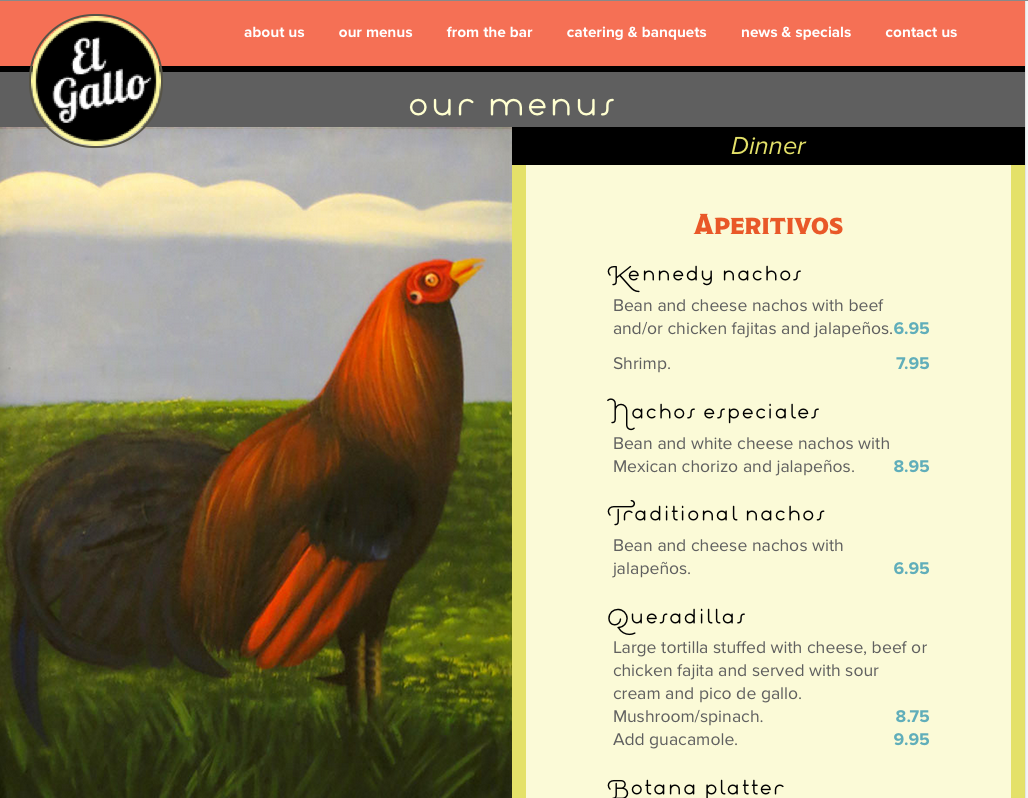 El
Gallo
about us our menus from the bar catering & banquets news & specials contact us
our menus
Dinner
Aperitivos
Kennedy nachos
Bean and cheese nachos with beef
and/or chicken fajitas and jalapeños. 6.95
Shrimp. 7.95
Nachos especiales
Bean and white cheese nachos with
Mexican chorizo and jalapeños. 8.95
Traditional nachos
Bean and cheese nachos with
jalapeños. 6.95
Quesadillas
Large tortilla stuffed with cheese, beef or
chicken fajita and served with sour
cream and pico de gallo.
Mushroom/spinach. 8.75
Add guacamole. 9.95
Botana platter